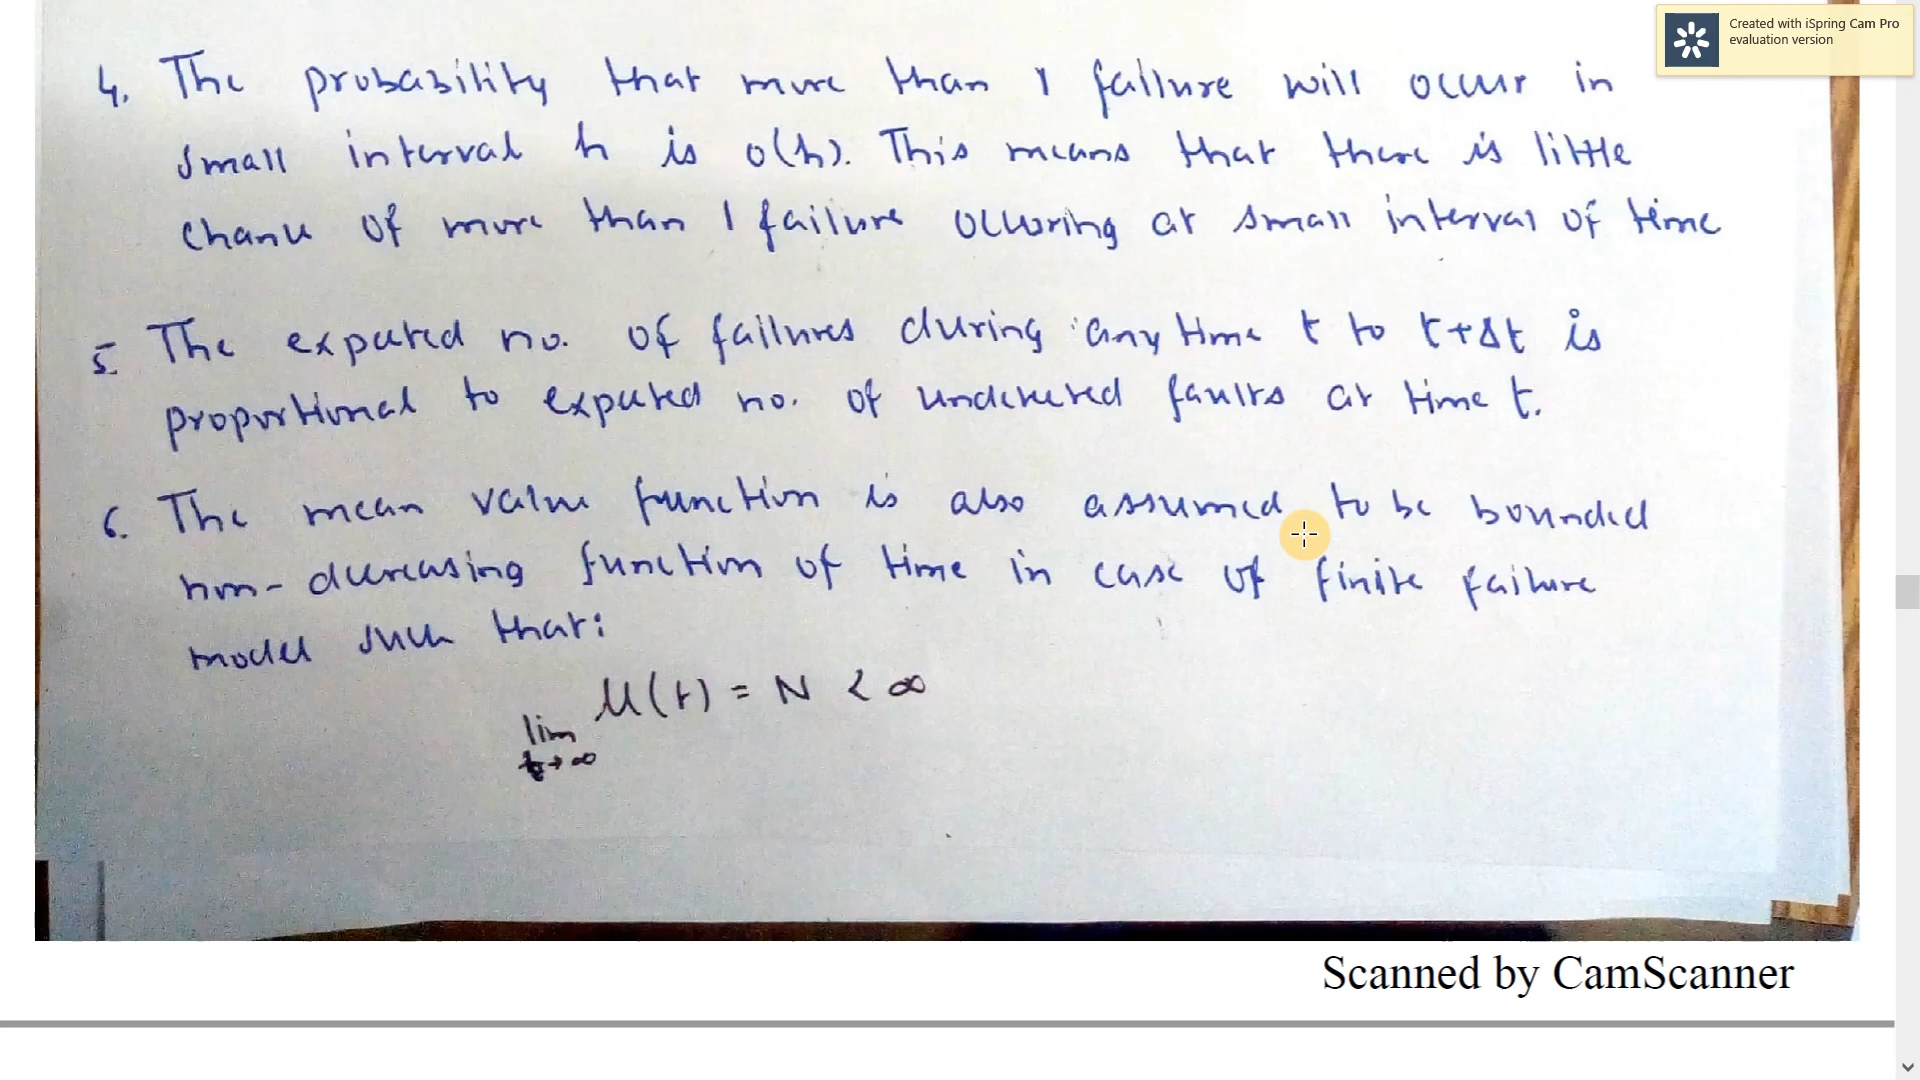 Created with iSpring Cam Pro
evaluation version
4. The probability that more than 1 failure will occur in
small interval h is o(h). This means that there is little
chance of more than 1 failure occuring at small interval of time
5. The expected no. of failures during any time t to t+Δt is
proportional to expected no. of undetected faults at time t.
6. The mean value function is also assumed to be bounded
non-decreasing function of time in case of finite failure
model such that:
lim μ(t) = N < ∞
t→∞
Scanned by CamScanner